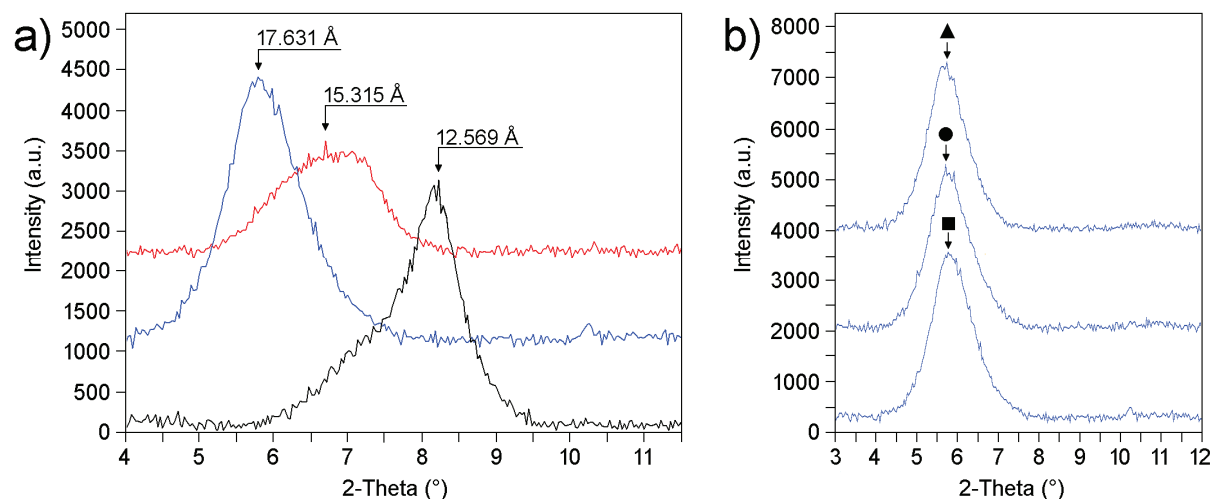 a)
17.631 Å
15.315 Å
12.569 Å
5000
4500
4000
3500
3000
2500
2000
1500
1000
500
0
Intensity (a.u.)
4 5 6 7 8 9 10 11
2-Theta (°)
b)
8000
7000
6000
5000
4000
3000
2000
1000
0
Intensity (a.u.)
3 4 5 6 7 8 9 10 11 12
2-Theta (°)